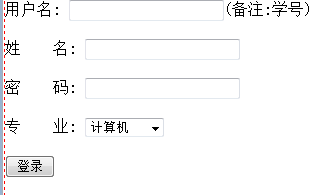 用户名: (备注:学号)
姓 名:
密 码:
专 业: 计算机
登录